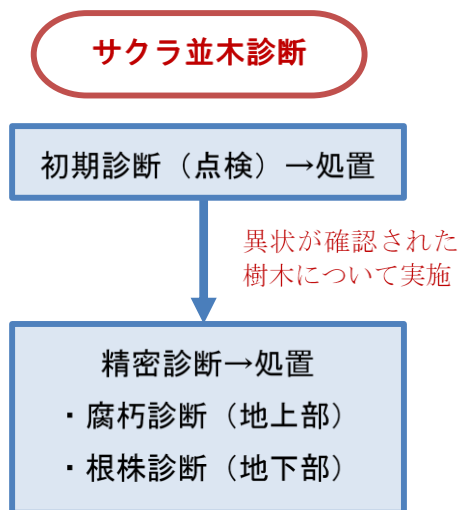 サクラ並木診断
初期診断（点検）→処置
異状が確認された
樹木について実施
精密診断→処置
・腐朽診断（地上部）
・根株診断（地下部）